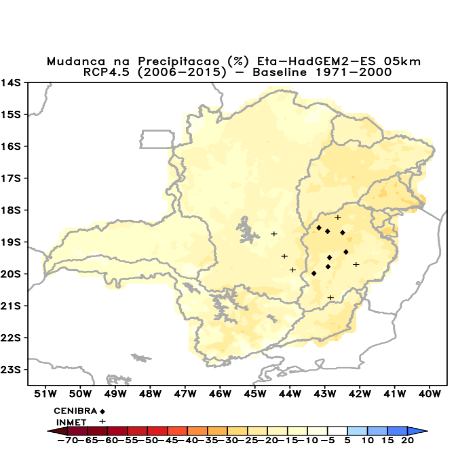 Mudanca na Precipitacao (%) Eta-HadGEM2-ES 05km
RCP4.5 (2006-2015) - Baseline 1971-2000
14S
15S
16S
17S
18S
19S
20S
21S
22S
23S
51W 50W 49W 48W 47W 46W 45W 44W 43W 42W 41W 40W
CENIBRA
INMET
-70 -65 -60 -55 -50 -45 -40 -35 -30 -25 -20 -15 -10 0 5 10 15 20